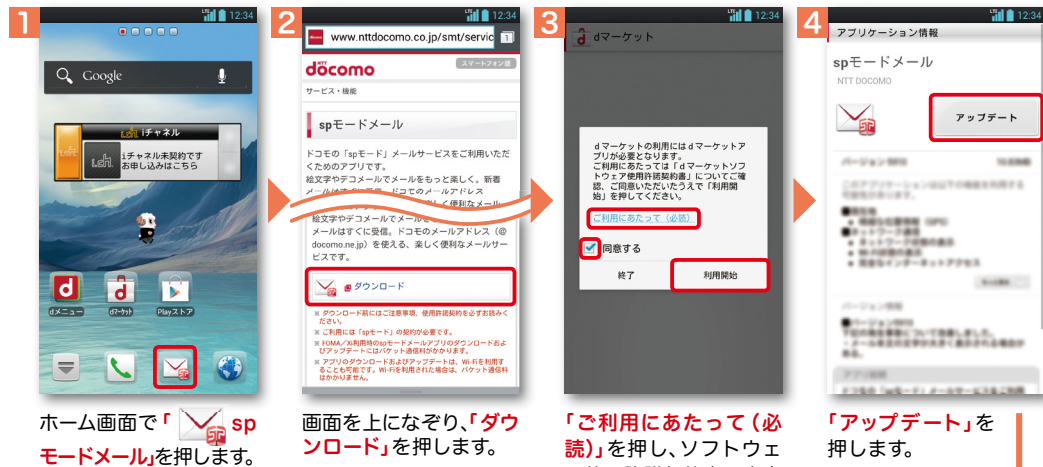 1
LTE 12:34
Google
iチャネル
iチャネル未契約です
お申し込みはこちら
dメニュー
dマーケット
Playストア
ホーム画面で「 sp
モードメール」を押します。
2
LTE 12:34
www.nttdocomo.co.jp/smt/servic
1
NTT
döcomo
スマートフォン版
サービス・機能
spモードメール
ドコモの「spモード」メールサービスをご利用いただ
くためのアプリです。
絵文字やデコメールでメールをもっと楽しく。新着
絵文字やデコメールでメールを
メールはすぐに受信。ドコモのメールアドレス(@
docomo.ne.jp）を使える、楽しく便利なメールサー
ビスです。
ダウンロード
※ ダウンロード前にはご注意事項、使用許諾契約を必ずお読みく
ださい。
※ ご利用には「spモード」の契約が必要です。
※ FOMA／Xi利用時のspモードメールアプリのダウンロードおよ
びアップデートにはパケット通信料がかかります。
※ アプリのダウンロードおよびアップデートは、Wi-Fiを利用す
ることも可能です。Wi-Fiを利用された場合は、パケット通信料
はかかりません。
画面を上になぞり、「ダウ
ンロード」を押します。
3
LTE 12:34
dマーケット
dマーケットの利用にはdマーケットア
プリが必要となります。
ご利用にあたっては「dマーケットソフ
トウェア使用許諾契約書」についてご確
認、ご同意いただいたうえで「利用開
始」を押してください。
ご利用にあたって（必読）
同意する
終了
利用開始
「ご利用にあたって（必
読）」を押し、ソフトウェ
4
LTE 12:34
アプリケーション情報
spモードメール
NTT DOCOMO
アップデート
「アップデート」を
押します。